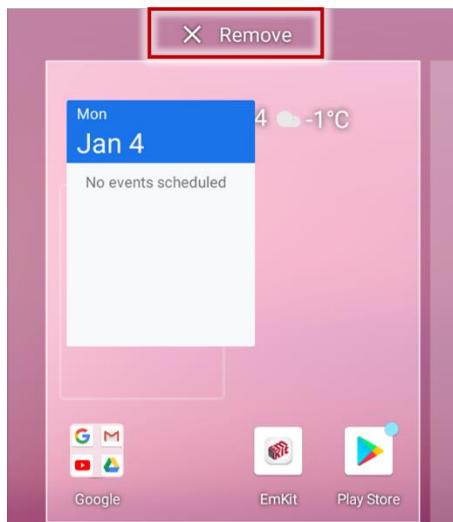 Remove
Mon
Jan 4
4 -1°C
No events scheduled
Google
EmKit
Play Store